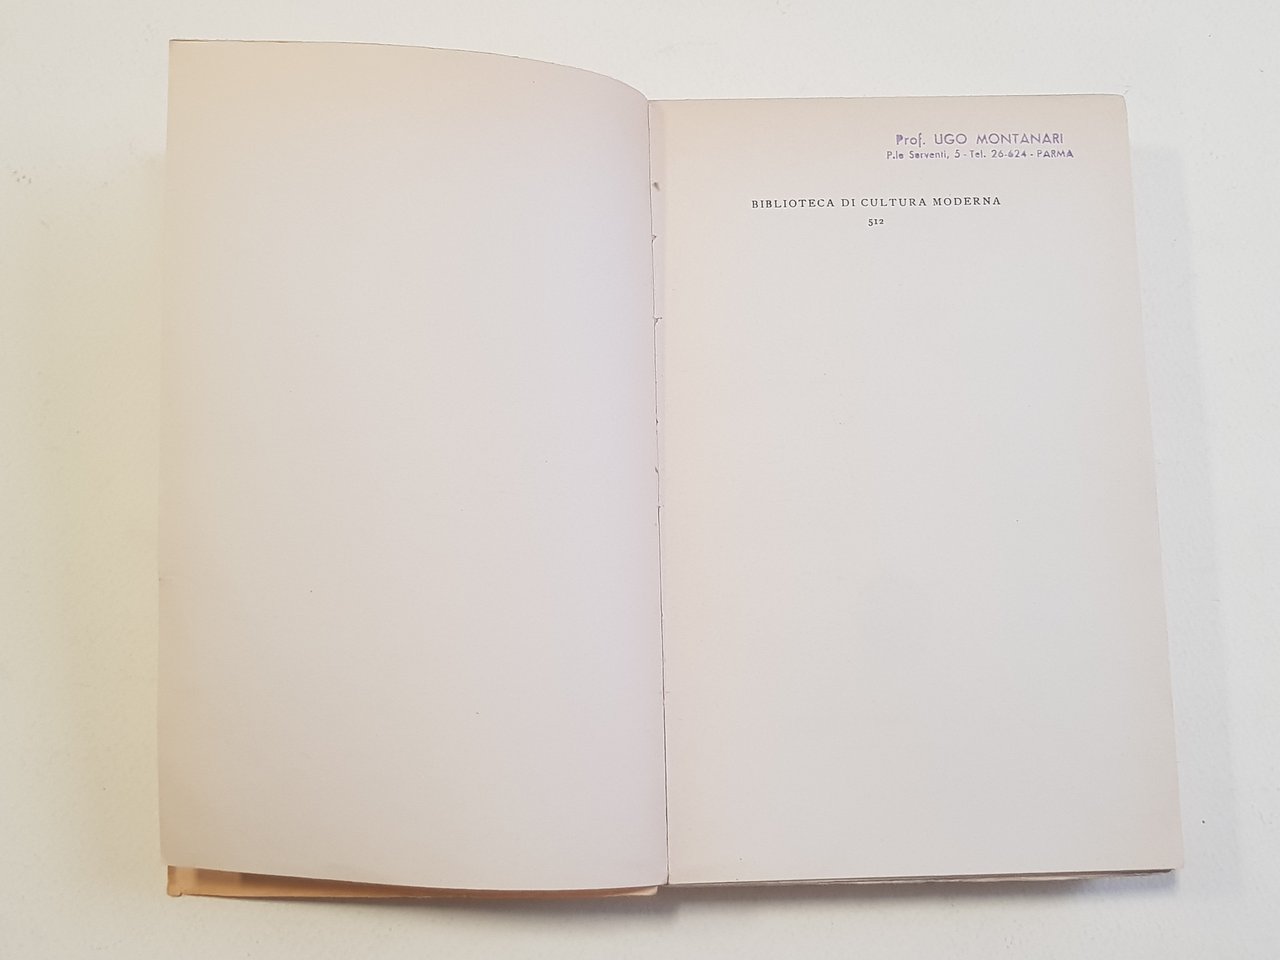 Prof. UGO MONTANARI
P.le Serventi, 5 - Tel. 26-624 - PARMA
BIBLIOTECA DI CULTURA MODERNA
512